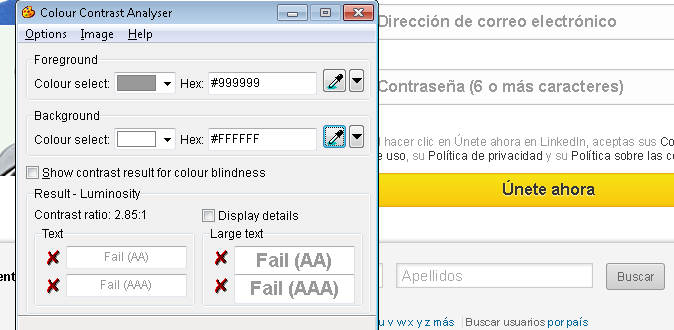 Colour Contrast Analyser
Options Image Help
Foreground
Colour select: Hex: #999999
Background
Colour select: Hex: #FFFFFF
Show contrast result for colour blindness
Result - Luminosity
Contrast ratio: 2.85:1
Display details
Text
Fail (AA)
Fail (AAA)
Large text
Fail (AA)
Fail (AAA)
Dirección de correo electrónico
Contraseña (6 o más caracteres)
l hacer clic en Únete ahora en LinkedIn, aceptas sus Co
e uso, su Política de privacidad y su Política sobre las co
Únete ahora
ent
Apellidos
Buscar
u v w x y z más | Buscar usuarios por país